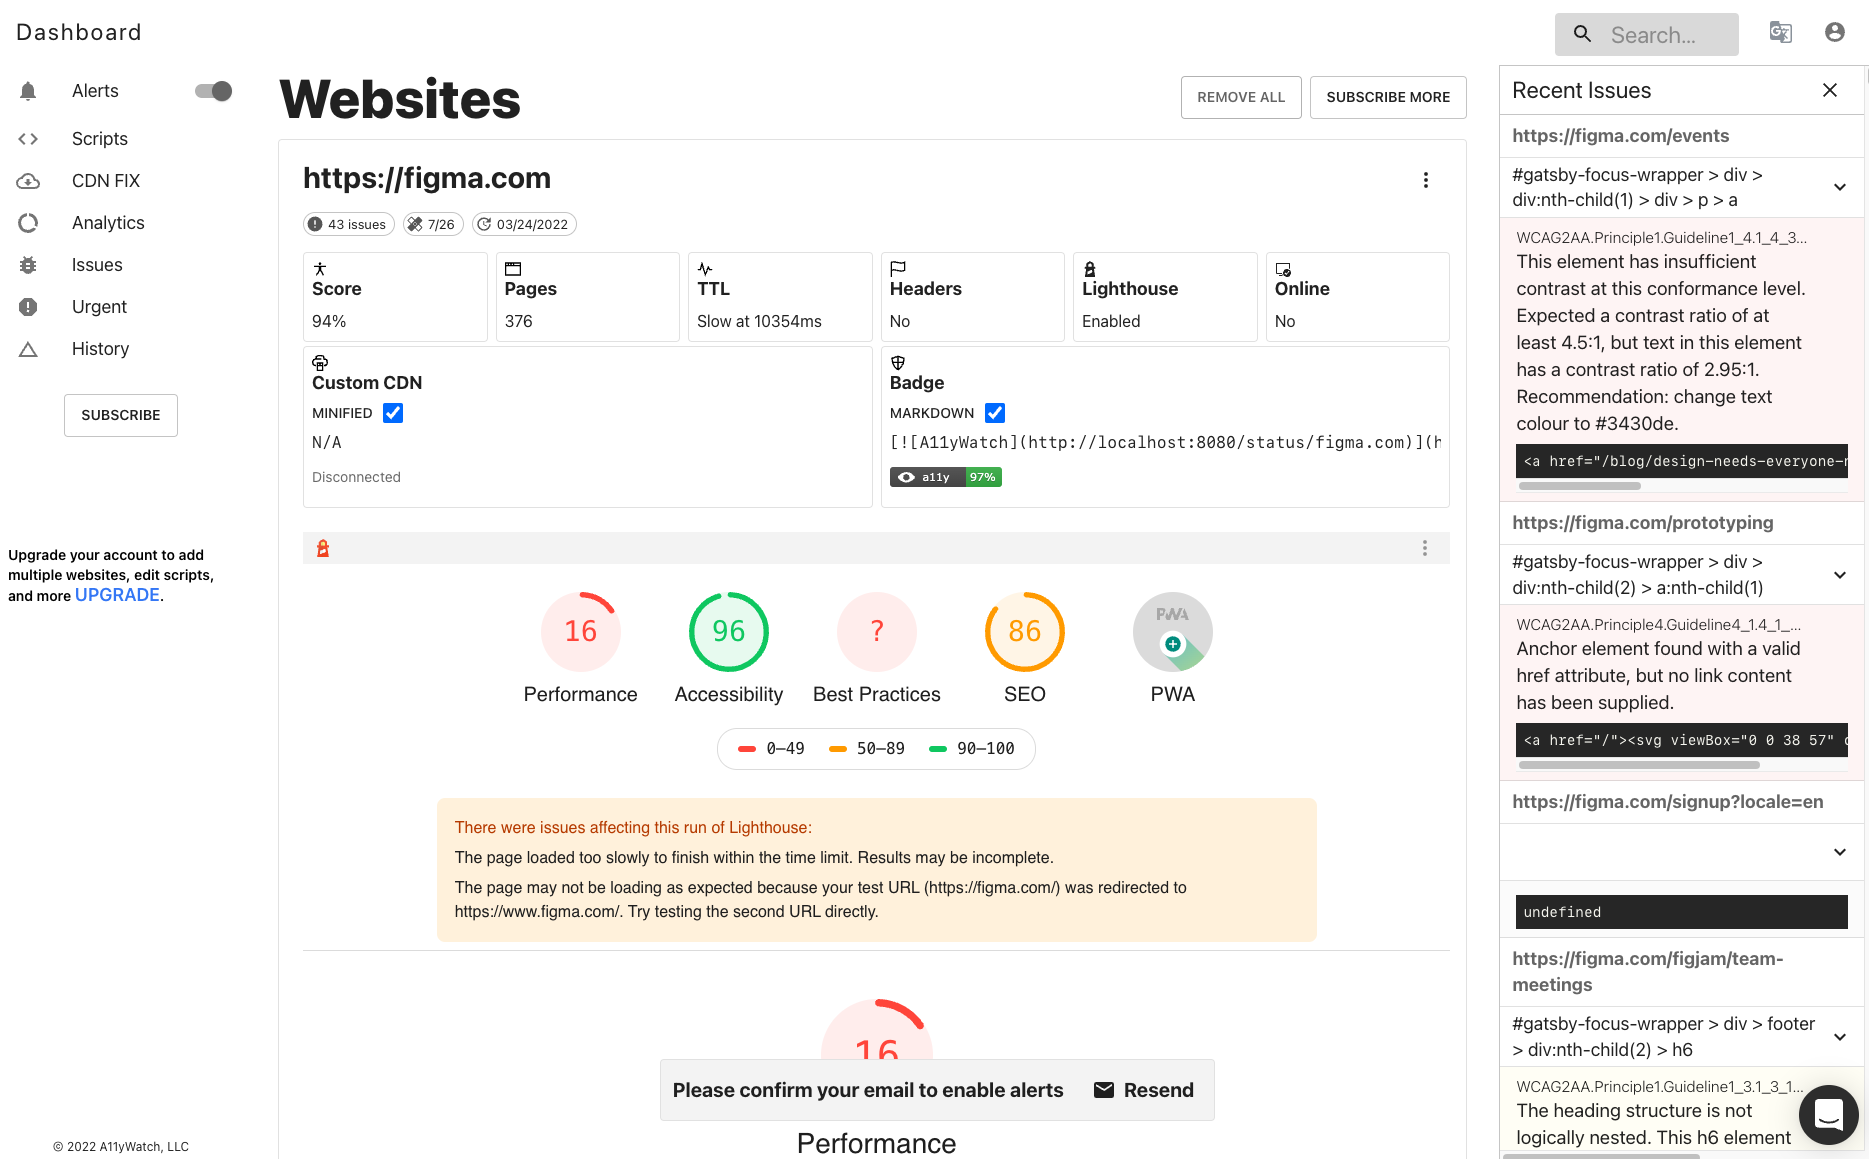 Dashboard
Search...
Alerts
Scripts
CDN FIX
Analytics
Issues
Urgent
History
SUBSCRIBE
Upgrade your account to add
multiple websites, edit scripts,
and more UPGRADE.
© 2022 A11yWatch, LLC
Websites
REMOVE ALL
SUBSCRIBE MORE
https://figma.com
43 issues
7/26
03/24/2022
Score
94%
Pages
376
TTL
Slow at 10354ms
Headers
No
Lighthouse
Enabled
Online
No
Custom CDN
MINIFIED
N/A
Disconnected
Badge
MARKDOWN
[![A11yWatch](http://localhost:8080/status/figma.com)](h
a11y 97%
16
Performance
96
Accessibility
?
Best Practices
86
SEO
PWA
PWA
0–49
50–89
90–100
There were issues affecting this run of Lighthouse:
The page loaded too slowly to finish within the time limit. Results may be incomplete.
The page may not be loading as expected because your test URL (https://figma.com/) was redirected to
https://www.figma.com/. Try testing the second URL directly.
16
Please confirm your email to enable alerts
Resend
Performance
Recent Issues
https://figma.com/events
#gatsby-focus-wrapper > div >
div:nth-child(1) > div > p > a
WCAG2AA.Principle1.Guideline1_4.1_4_3...
This element has insufficient
contrast at this conformance level.
Expected a contrast ratio of at
least 4.5:1, but text in this element
has a contrast ratio of 2.95:1.
Recommendation: change text
colour to #3430de.
<a href="/blog/design-needs-everyone-
https://figma.com/prototyping
#gatsby-focus-wrapper > div >
div:nth-child(2) > a:nth-child(1)
WCAG2AA.Principle4.Guideline4_1.4_1_...
Anchor element found with a valid
href attribute, but no link content
has been supplied.
<a href="/"><svg viewBox="0 0 38 57"
https://figma.com/signup?locale=en
undefined
https://figma.com/figjam/team-
meetings
#gatsby-focus-wrapper > div > footer
> div:nth-child(2) > h6
WCAG2AA.Principle1.Guideline1_3.1_3_1...
The heading structure is not
logically nested. This h6 element